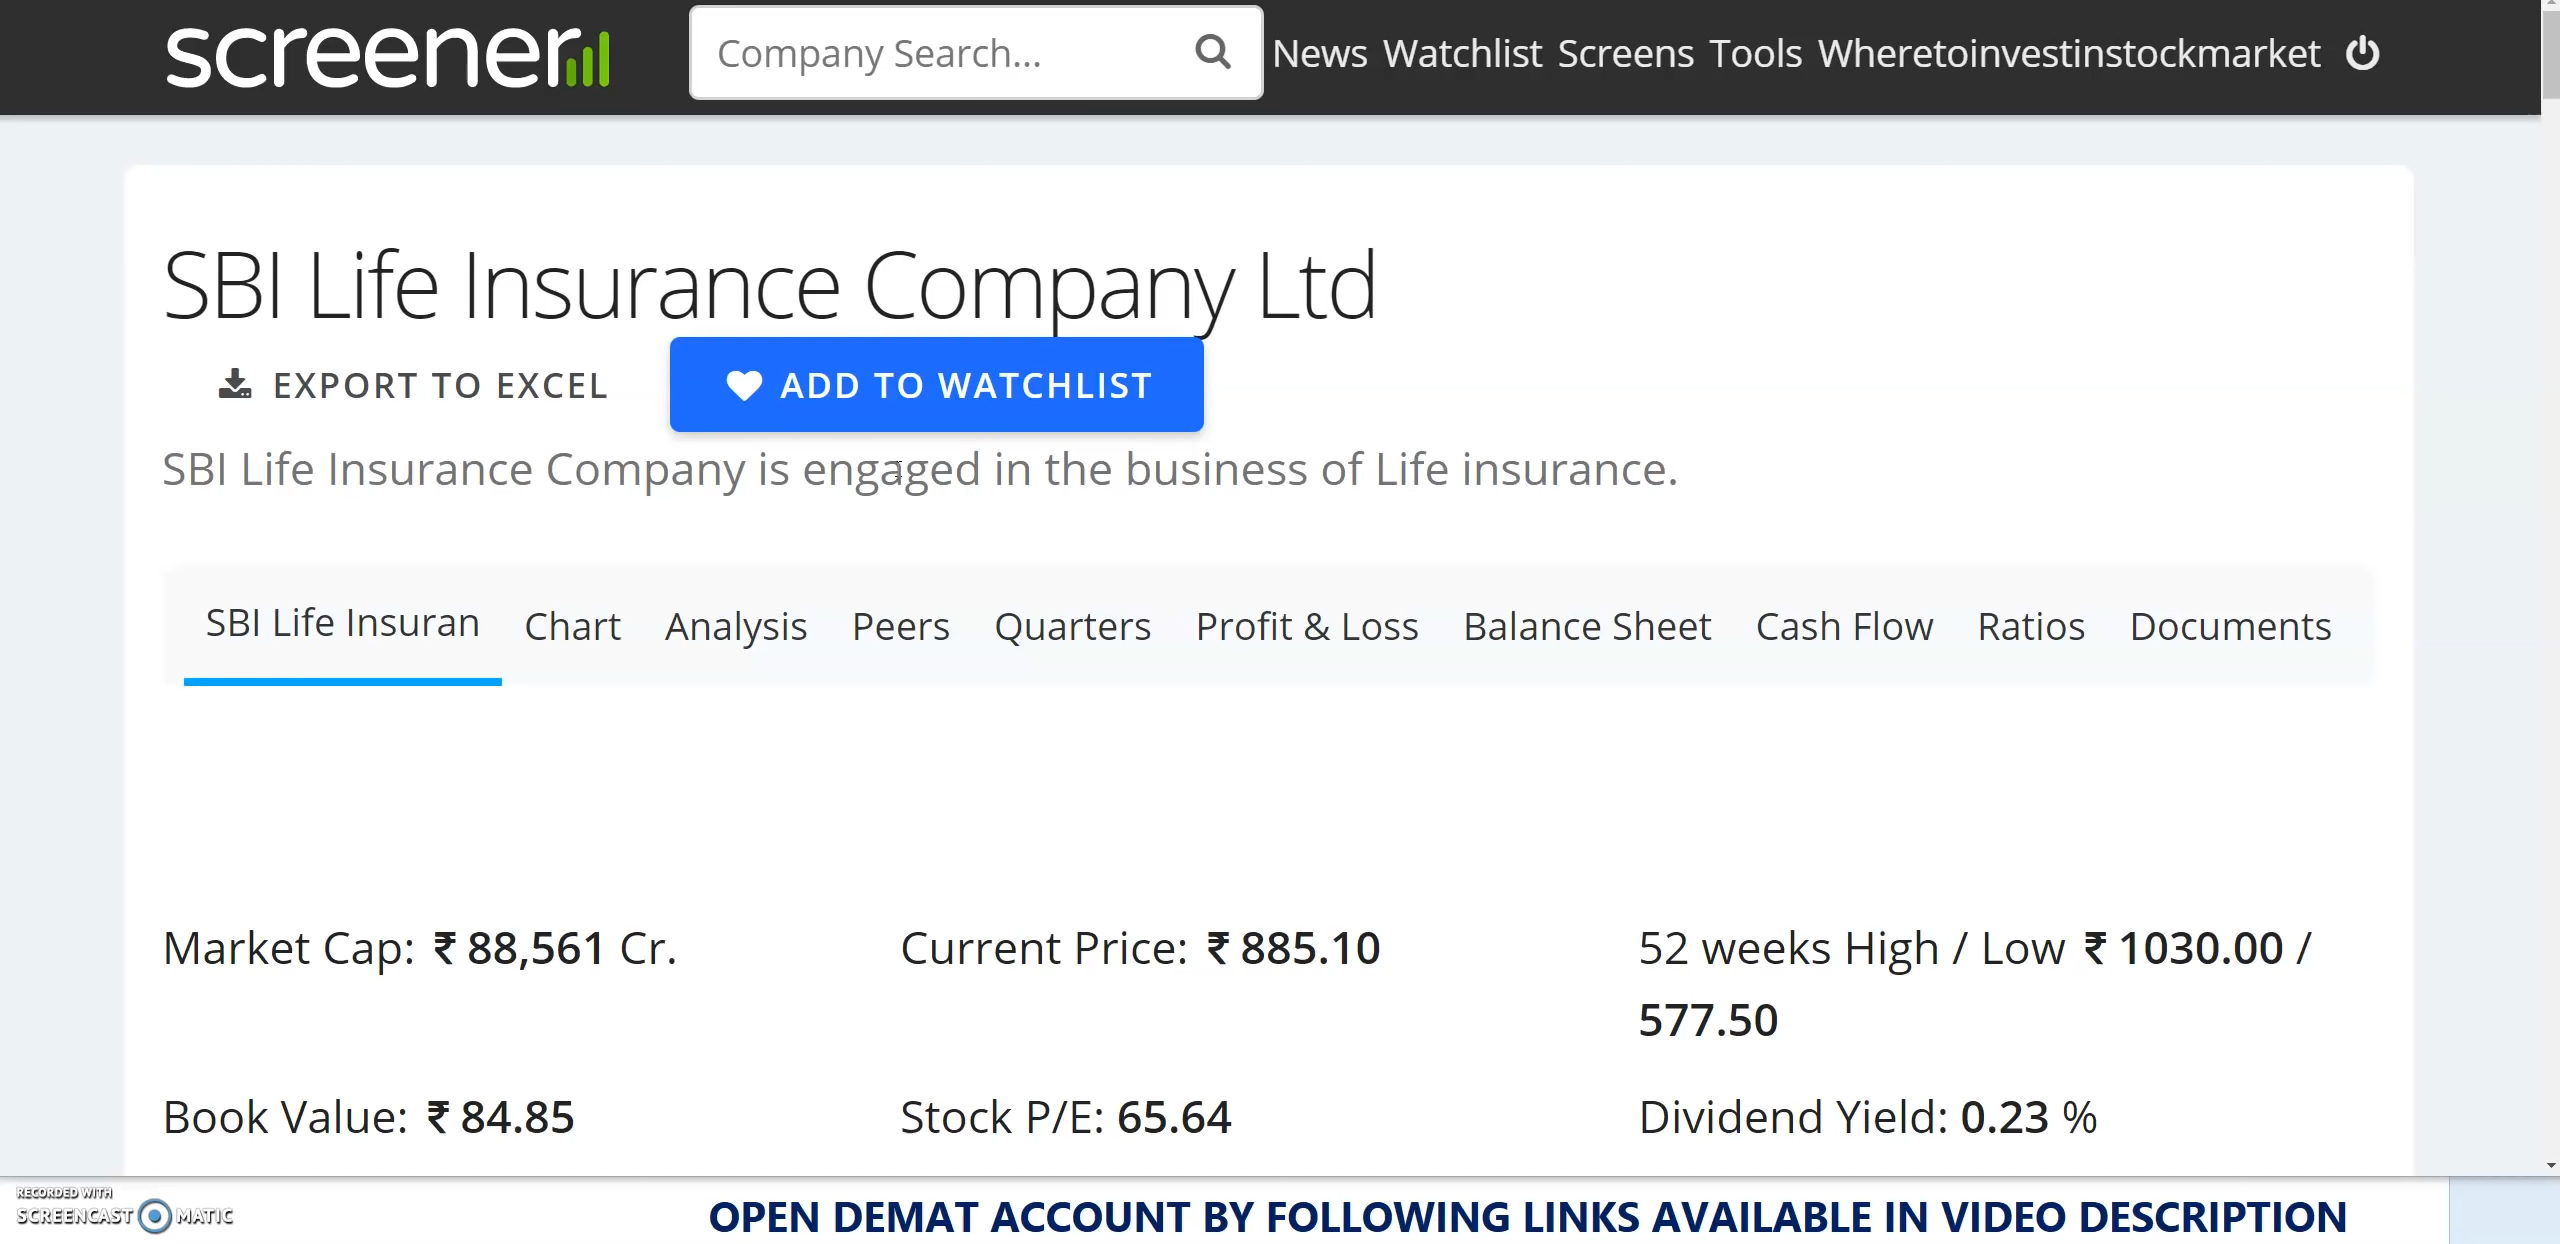 screener Company Search... News Watchlist Screens Tools Wheretoinvestinstockmarket
SBI Life Insurance Company Ltd
EXPORT TO EXCEL ADD TO WATCHLIST
SBI Life Insurance Company is engaged in the business of Life insurance.
SBI Life Insuran Chart Analysis Peers Quarters Profit & Loss Balance Sheet Cash Flow Ratios Documents
Market Cap: ₹ 88,561 Cr. Current Price: ₹ 885.10 52 weeks High / Low ₹ 1030.00 /
577.50
Book Value: ₹ 84.85 Stock P/E: 65.64 Dividend Yield: 0.23 %
RECORDED WITH
SCREENCAST MATIC
OPEN DEMAT ACCOUNT BY FOLLOWING LINKS AVAILABLE IN VIDEO DESCRIPTION